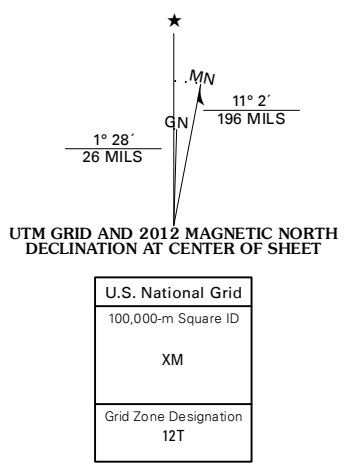 ★
MN
GN
11° 2´
196 MILS
1° 28´
26 MILS
UTM GRID AND 2012 MAGNETIC NORTH
DECLINATION AT CENTER OF SHEET
U.S. National Grid
100,000-m Square ID
XM
Grid Zone Designation
12T